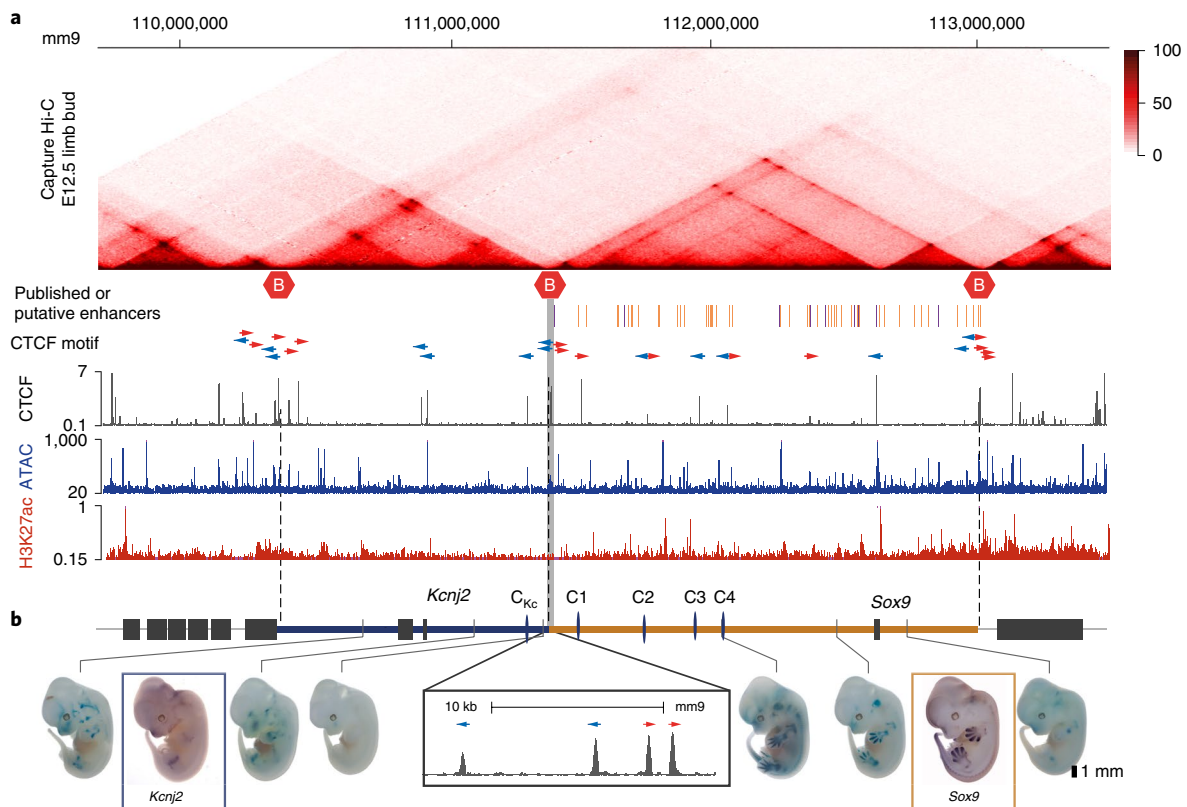 a
110,000,000 111,000,000 112,000,000 113,000,000
mm9
Capture Hi-C
E12.5 limb bud
100
50
0
B B B
Published or
putative enhancers
CTCF motif
CTCF
7
0.1
ATAC
1,000
20
H3K27ac
1
0.15
b
Kcnj2 CKc C1 C2 C3 C4 Sox9
10 kb mm9
1 mm
Kcnj2 Sox9